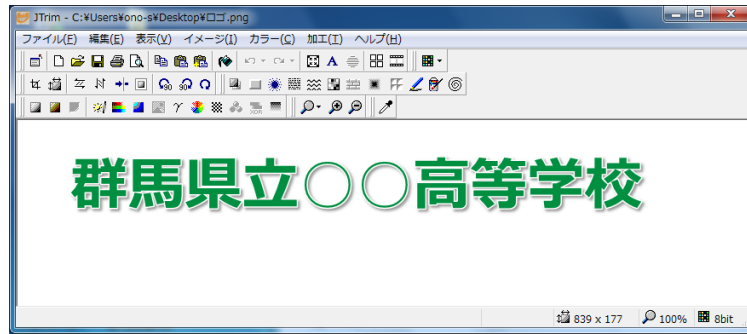 JTrim - C:¥Users¥ono-s¥Desktop¥ロゴ.png
ファイル(F) 編集(E) 表示(V) イメージ(I) カラー(C) 加工(T) ヘルプ(H)
A
90 90
γ
群馬県立○○高等学校
839 x 177 100% 8bit